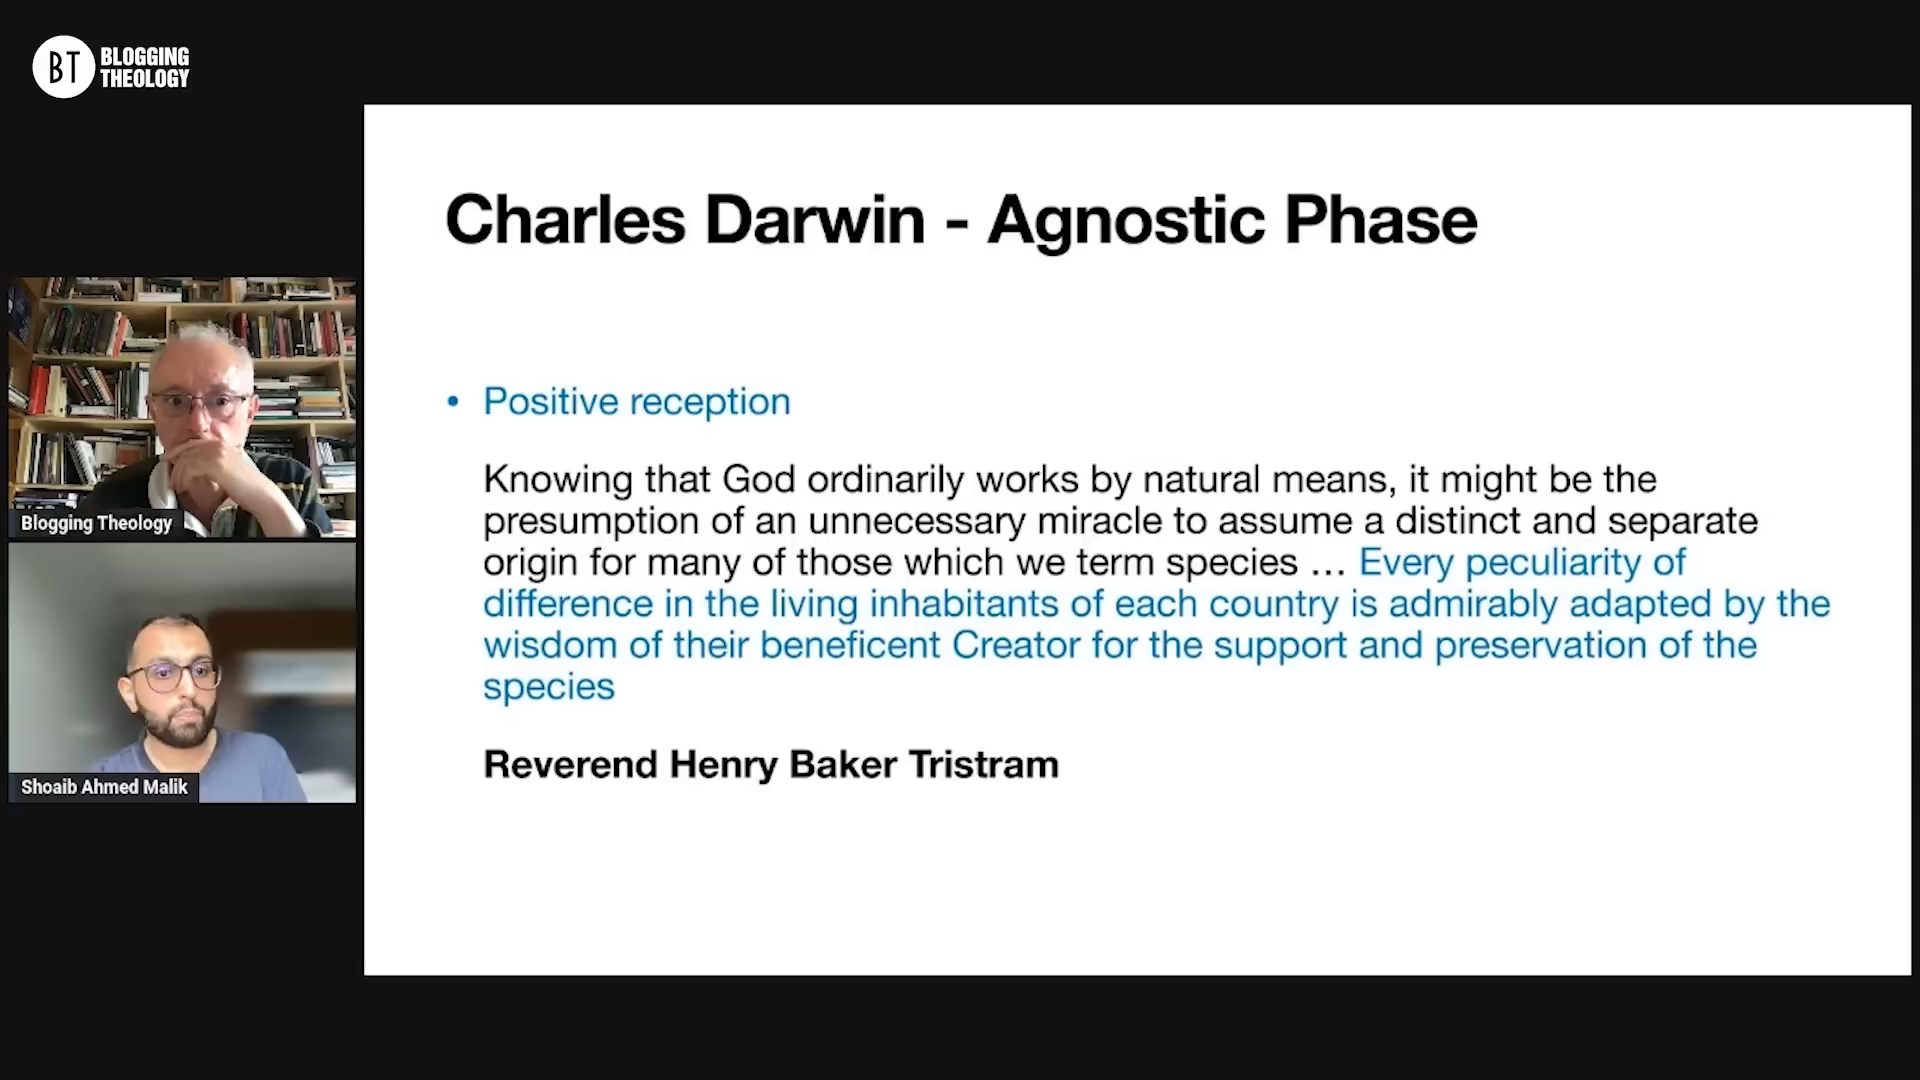 BT BLOGGING
THEOLOGY
Charles Darwin - Agnostic Phase
• Positive reception
Knowing that God ordinarily works by natural means, it might be the
presumption of an unnecessary miracle to assume a distinct and separate
origin for many of those which we term species … Every peculiarity of
difference in the living inhabitants of each country is admirably adapted by the
wisdom of their beneficent Creator for the support and preservation of the
species
Reverend Henry Baker Tristram
Blogging Theology
Shoaib Ahmed Malik